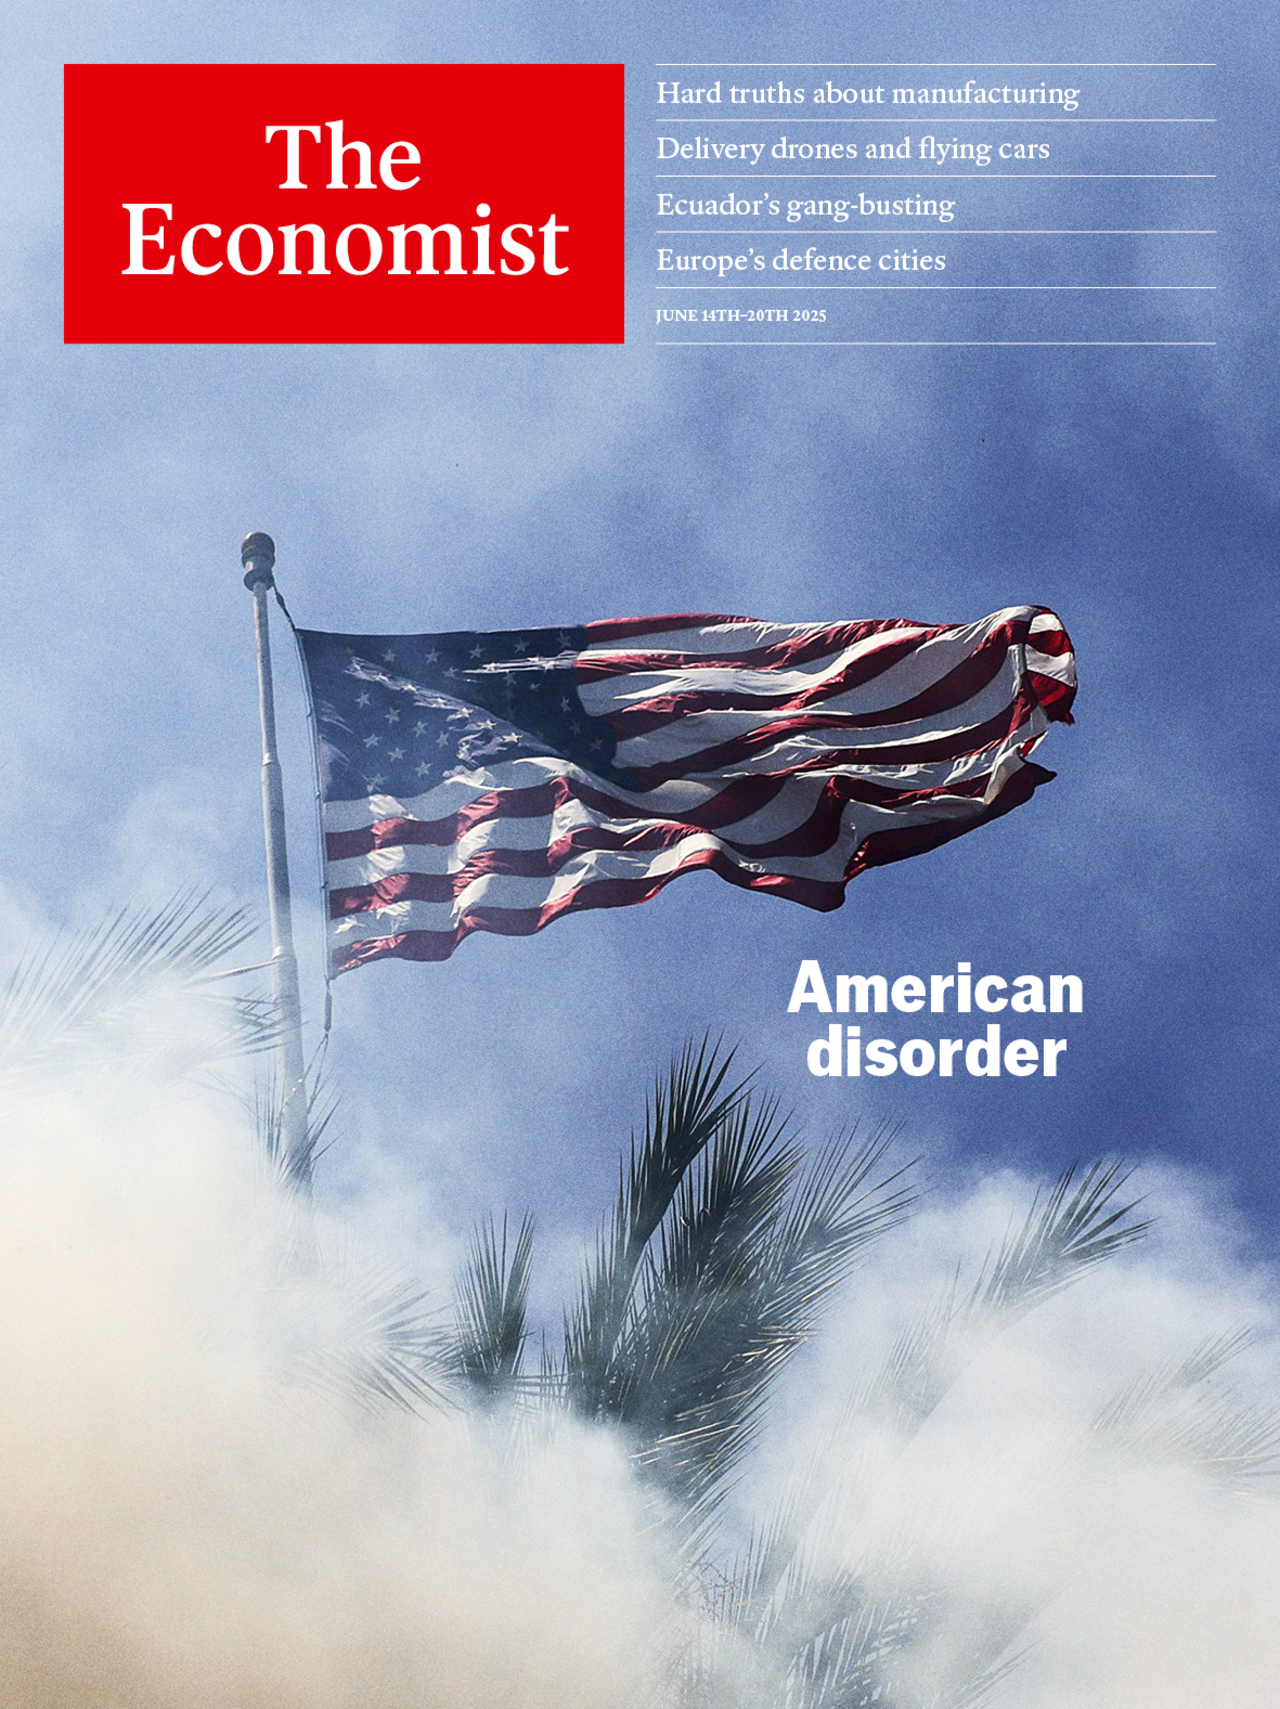 The
Economist
Hard truths about manufacturing
Delivery drones and flying cars
Ecuador’s gang-busting
Europe’s defence cities
JUNE 14TH–20TH 2025
American
disorder